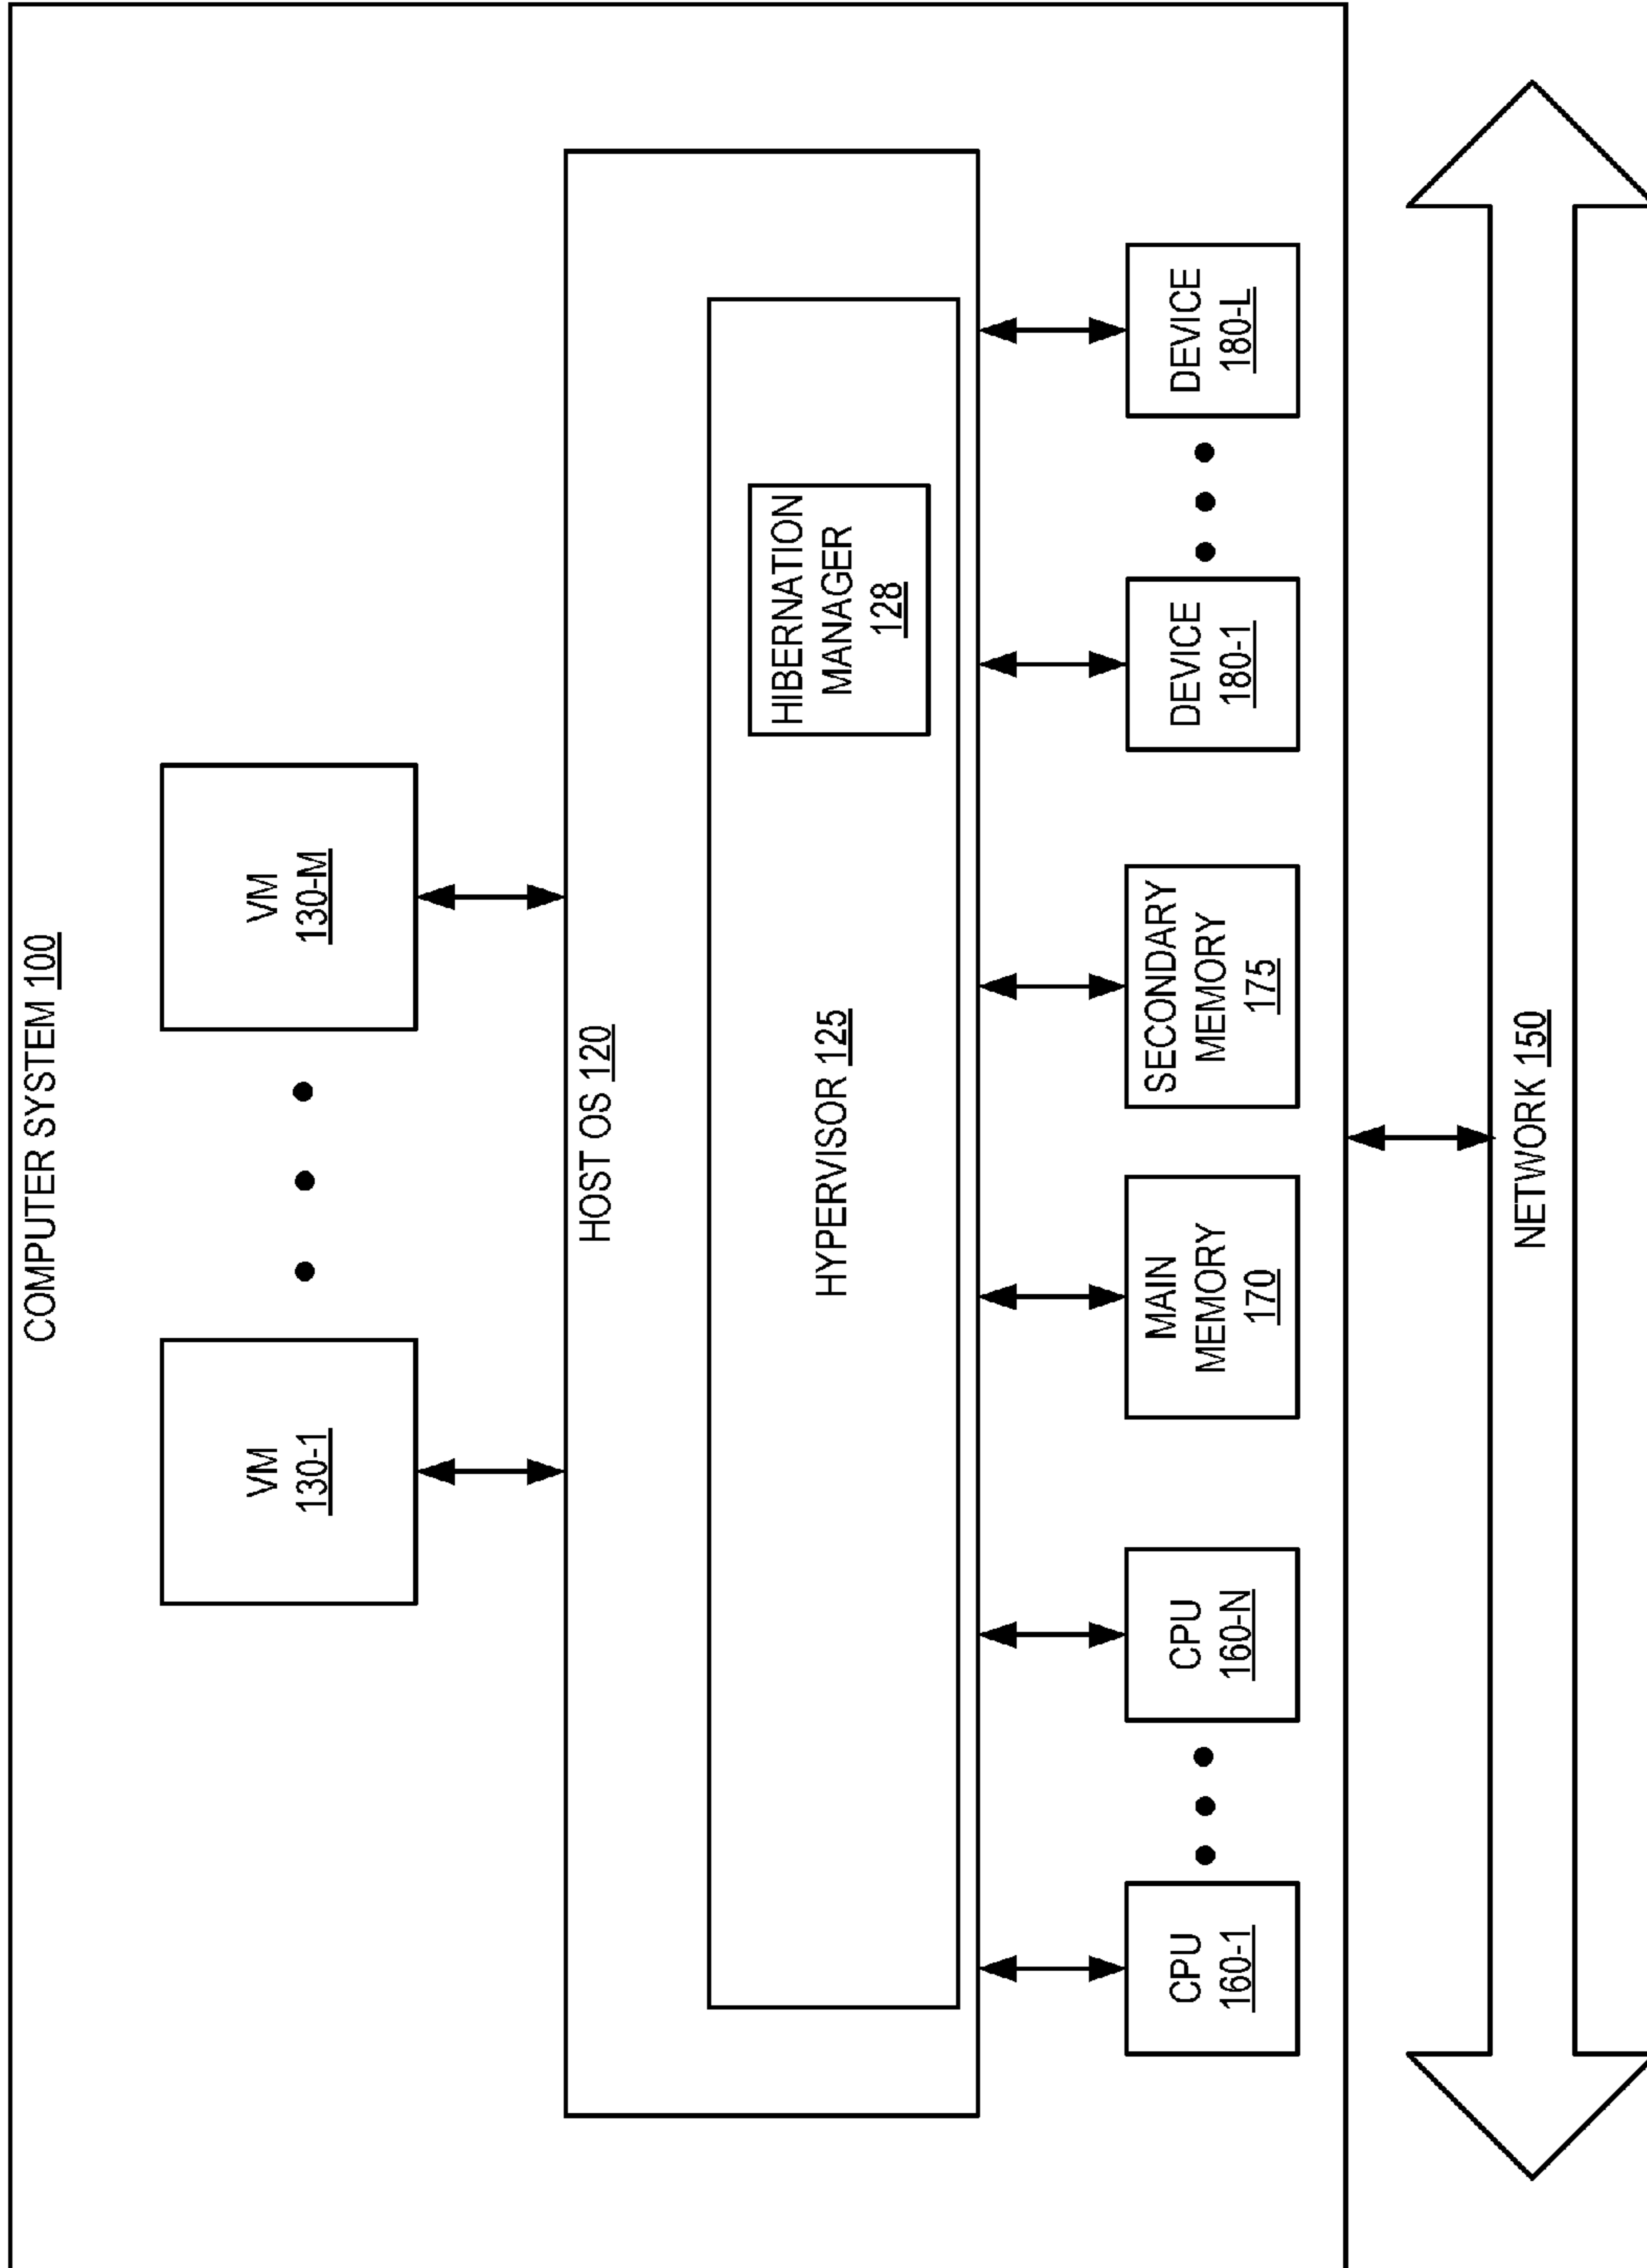 COMPUTER SYSTEM 100
VM
130-1
VM
130-M
HOST OS 120
HYPERVISOR 125
HIBERNATION
MANAGER
128
CPU
160-1
CPU
160-N
MAIN
MEMORY
170
SECONDARY
MEMORY
175
DEVICE
180-1
DEVICE
180-L
NETWORK 150